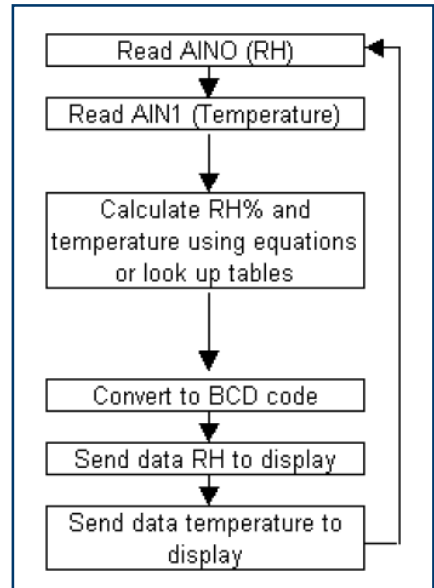 Read AIN0 (RH)
Read AIN1 (Temperature)
Calculate RH% and
temperature using equations
or look up tables
Convert to BCD code
Send data RH to display
Send data temperature to
display